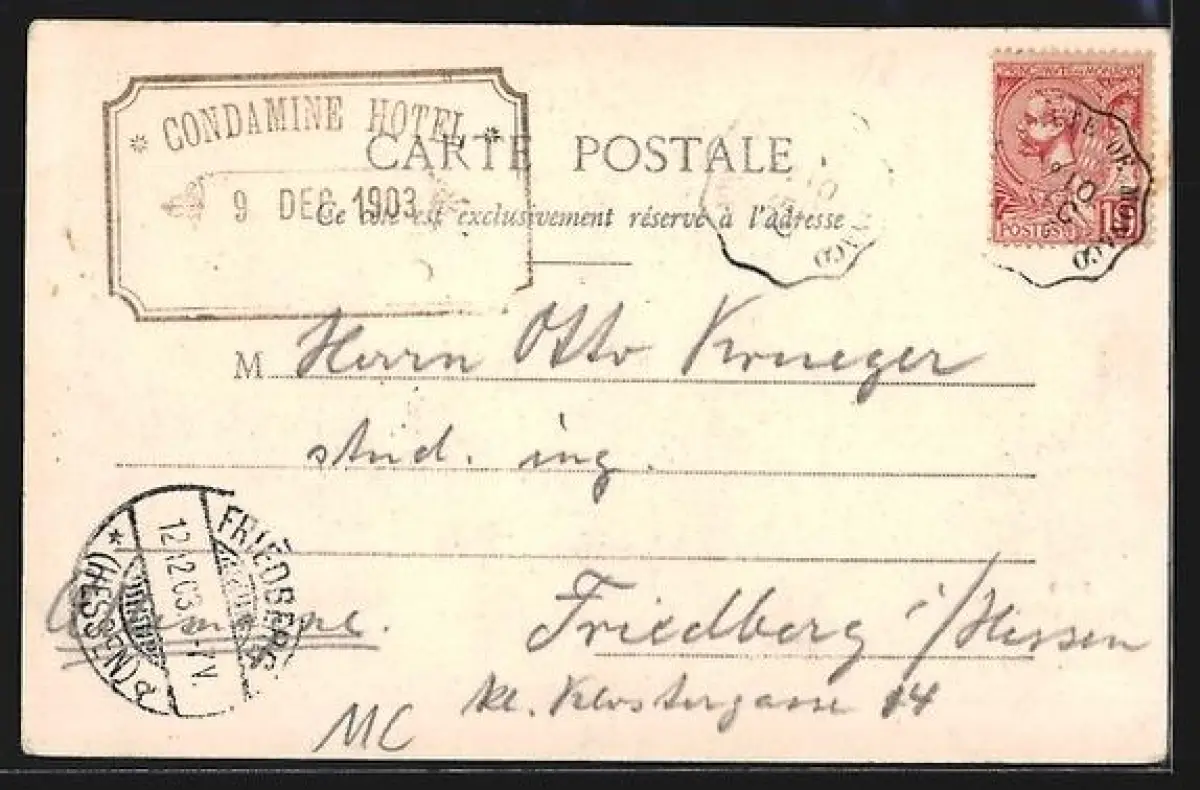 * CONDAMINE HOTEL *
CARTE POSTALE
9 DEC 1903
Ce côté est exclusivement réservé à l'adresse
POSTES
M Herrn Otto Krueger
stud. ing.
FRIEDBERG
* (HESSEN) *
12.12.03. -7V.
Friedberg i/Hessen
kl. Klostergasse 14
MC